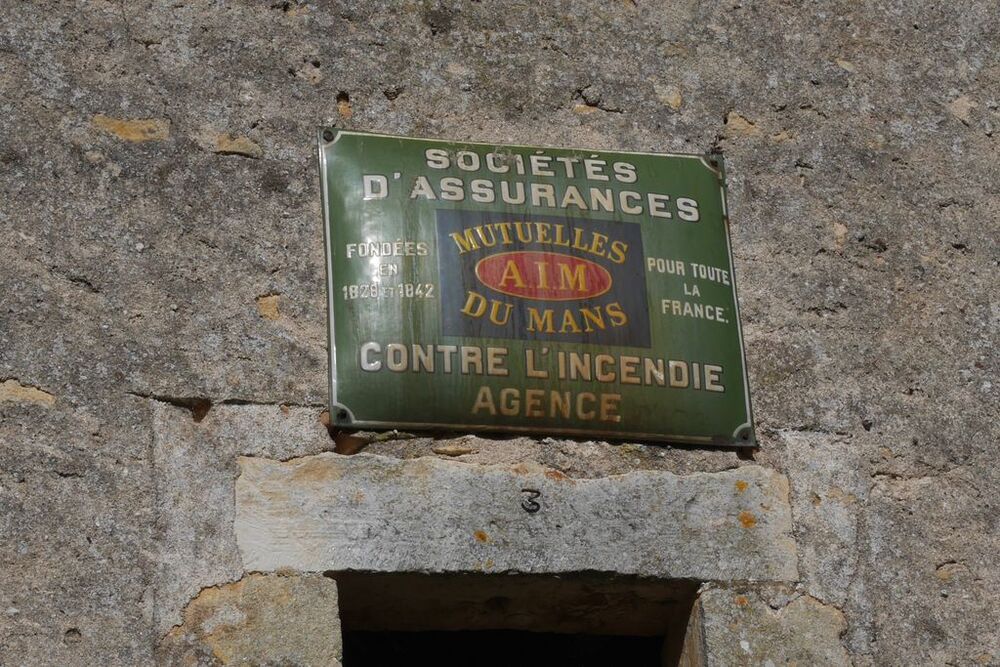 SOCIÉTÉS
D'ASSURANCES
FONDÉES
EN
1828 ET 1842
MUTUELLES
AIM
DU MANS
POUR TOUTE
LA
FRANCE.
CONTRE L'INCENDIE
AGENCE
3